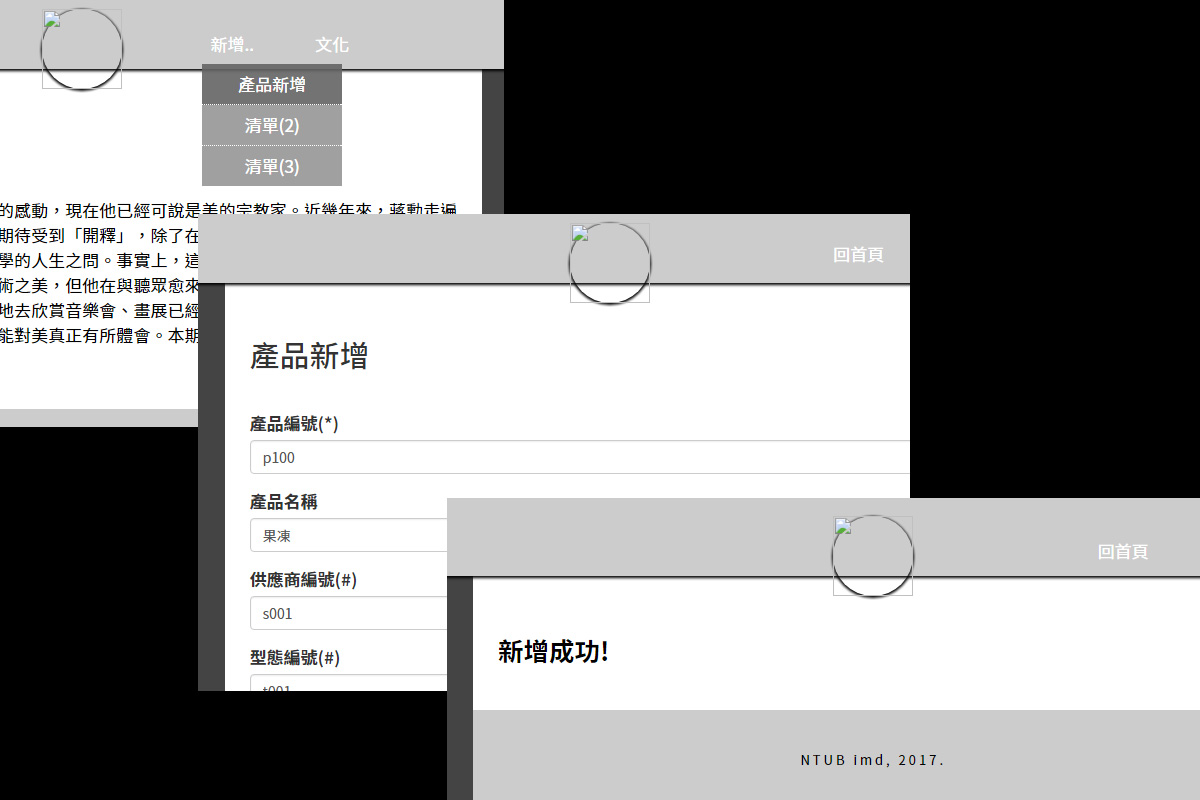 新增.. 文化
產品新增
清單(2)
清單(3)
的感動，現在他已經可說是美的宗教家。近幾年來，蔣勳走遍
期待受到「開釋」，除了在
學的人生之問。事實上，這
術之美，但他在與聽眾愈來
地去欣賞音樂會、畫展已經
能對美真正有所體會。本期
回首頁
產品新增
產品編號(*)
p100
產品名稱
果凍
供應商編號(#)
s001
型態編號(#)
t001
回首頁
新增成功!
NTUB imd, 2017.